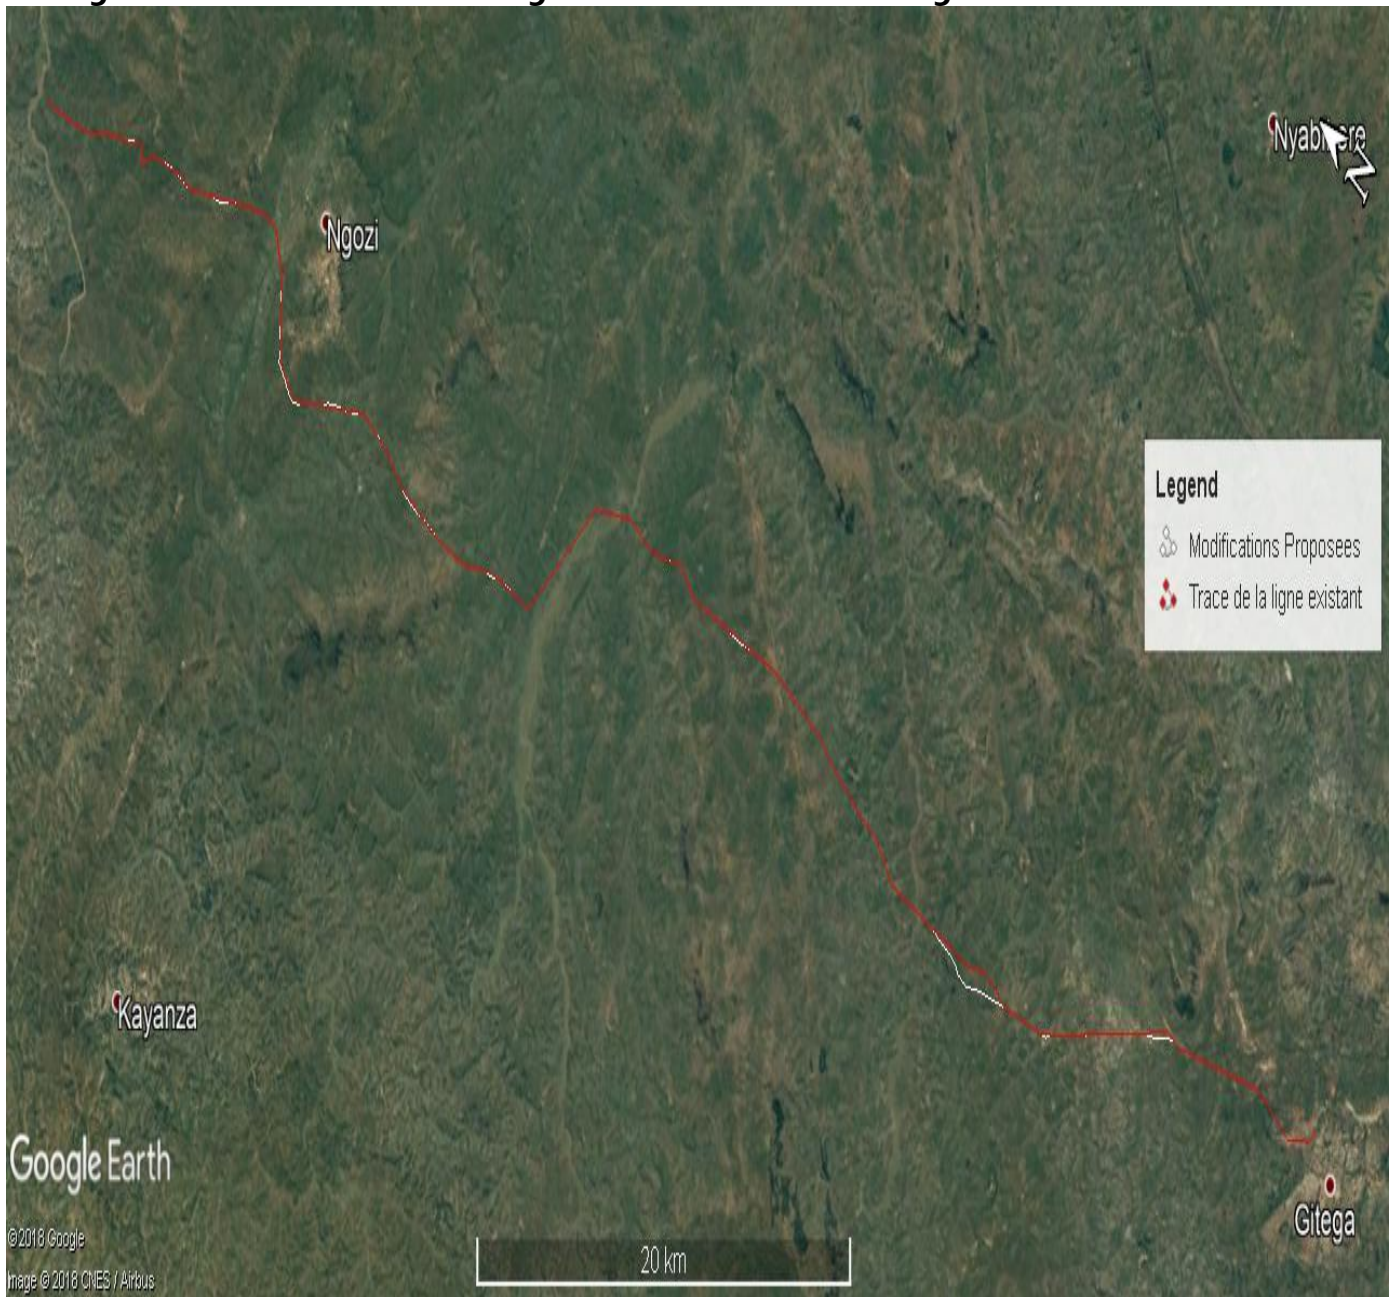 Ngozi
N
Legend
Modifications Proposees
Trace de la ligne existant
Kayanza
Google Earth
Gitega
©2018 Google
20 km
Image © 2018 CNES / Airbus